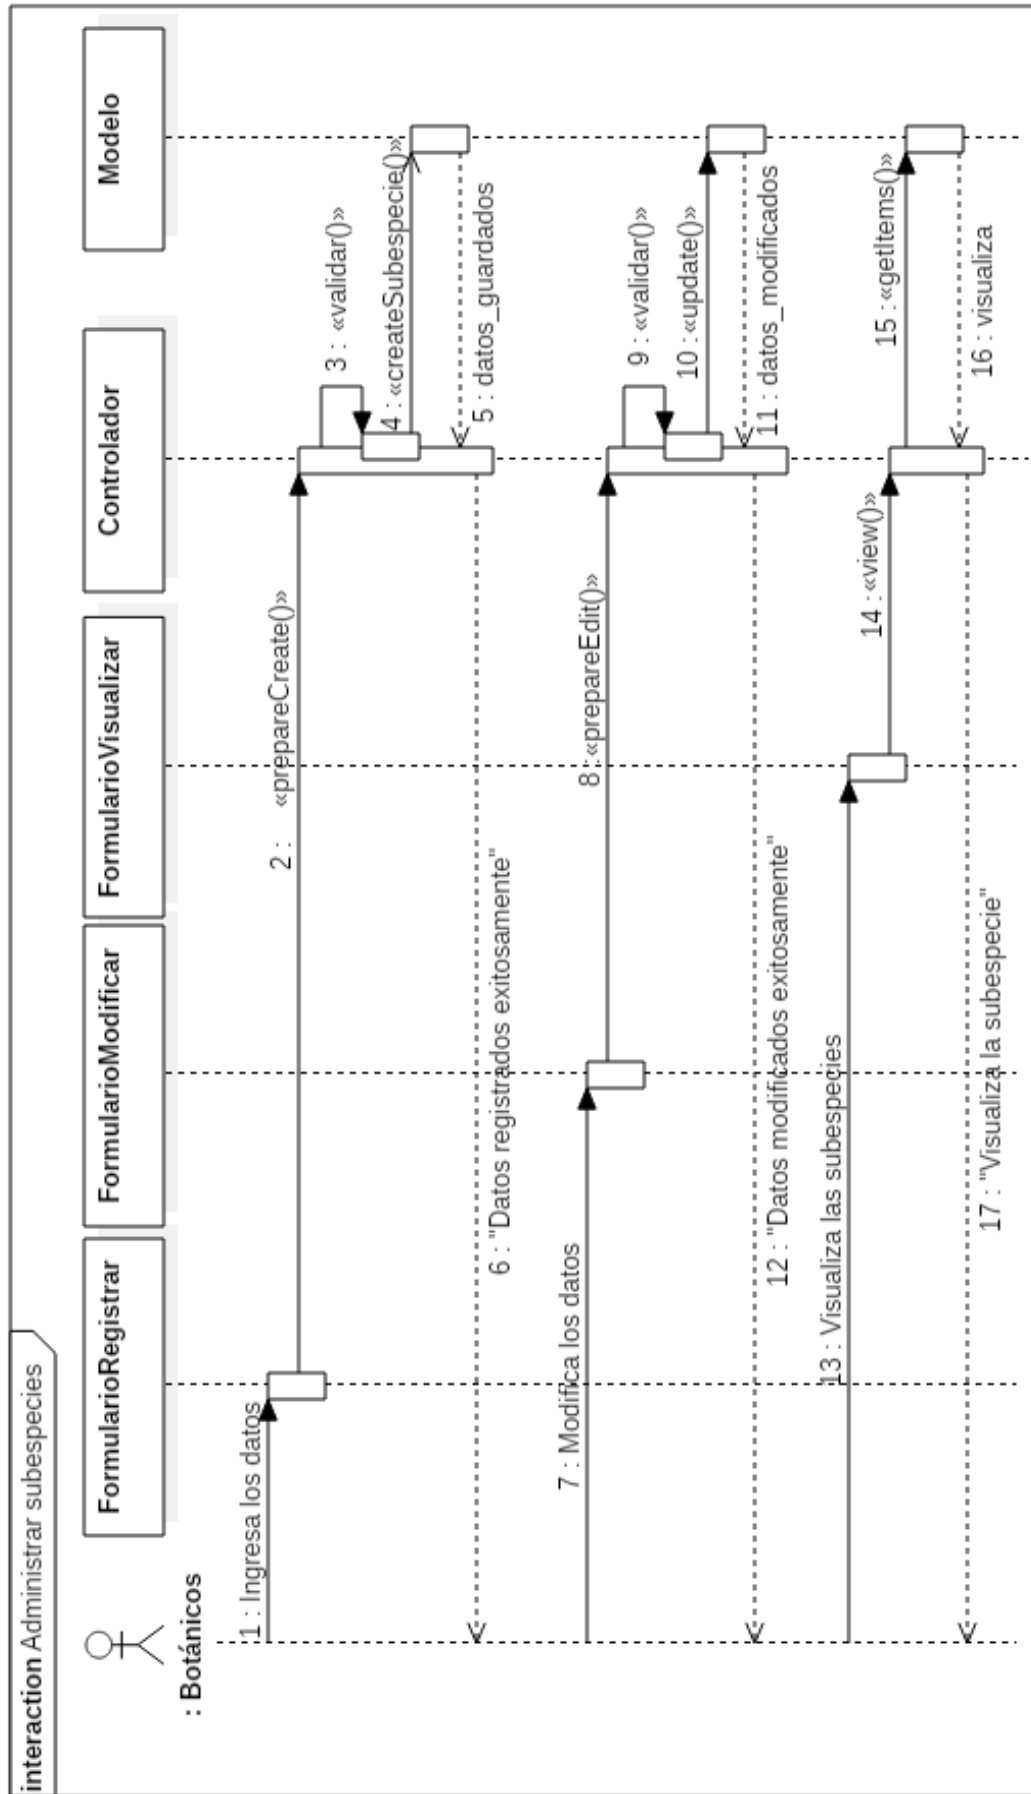 interaction Administrar subespecies
: Botánicos
FormularioRegistrar
FormularioModificar
FormularioVisualizar
Controlador
Modelo
1 : Ingresa los datos
2 : «prepareCreate()»
3 : «validar()»
4 : «createSubespecie()»
5 : datos_guardados
6 : "Datos registrados exitosamente"
7 : Modifica los datos
8 :«prepareEdit()»
9 : «validar()»
10 : «update()»
11 : datos_modificados
12 : "Datos modificados exitosamente"
13 : Visualiza las subespecies
14 : «view()»
15 : «getItems()»
16 : visualiza
17 : "Visualiza la subespecie"